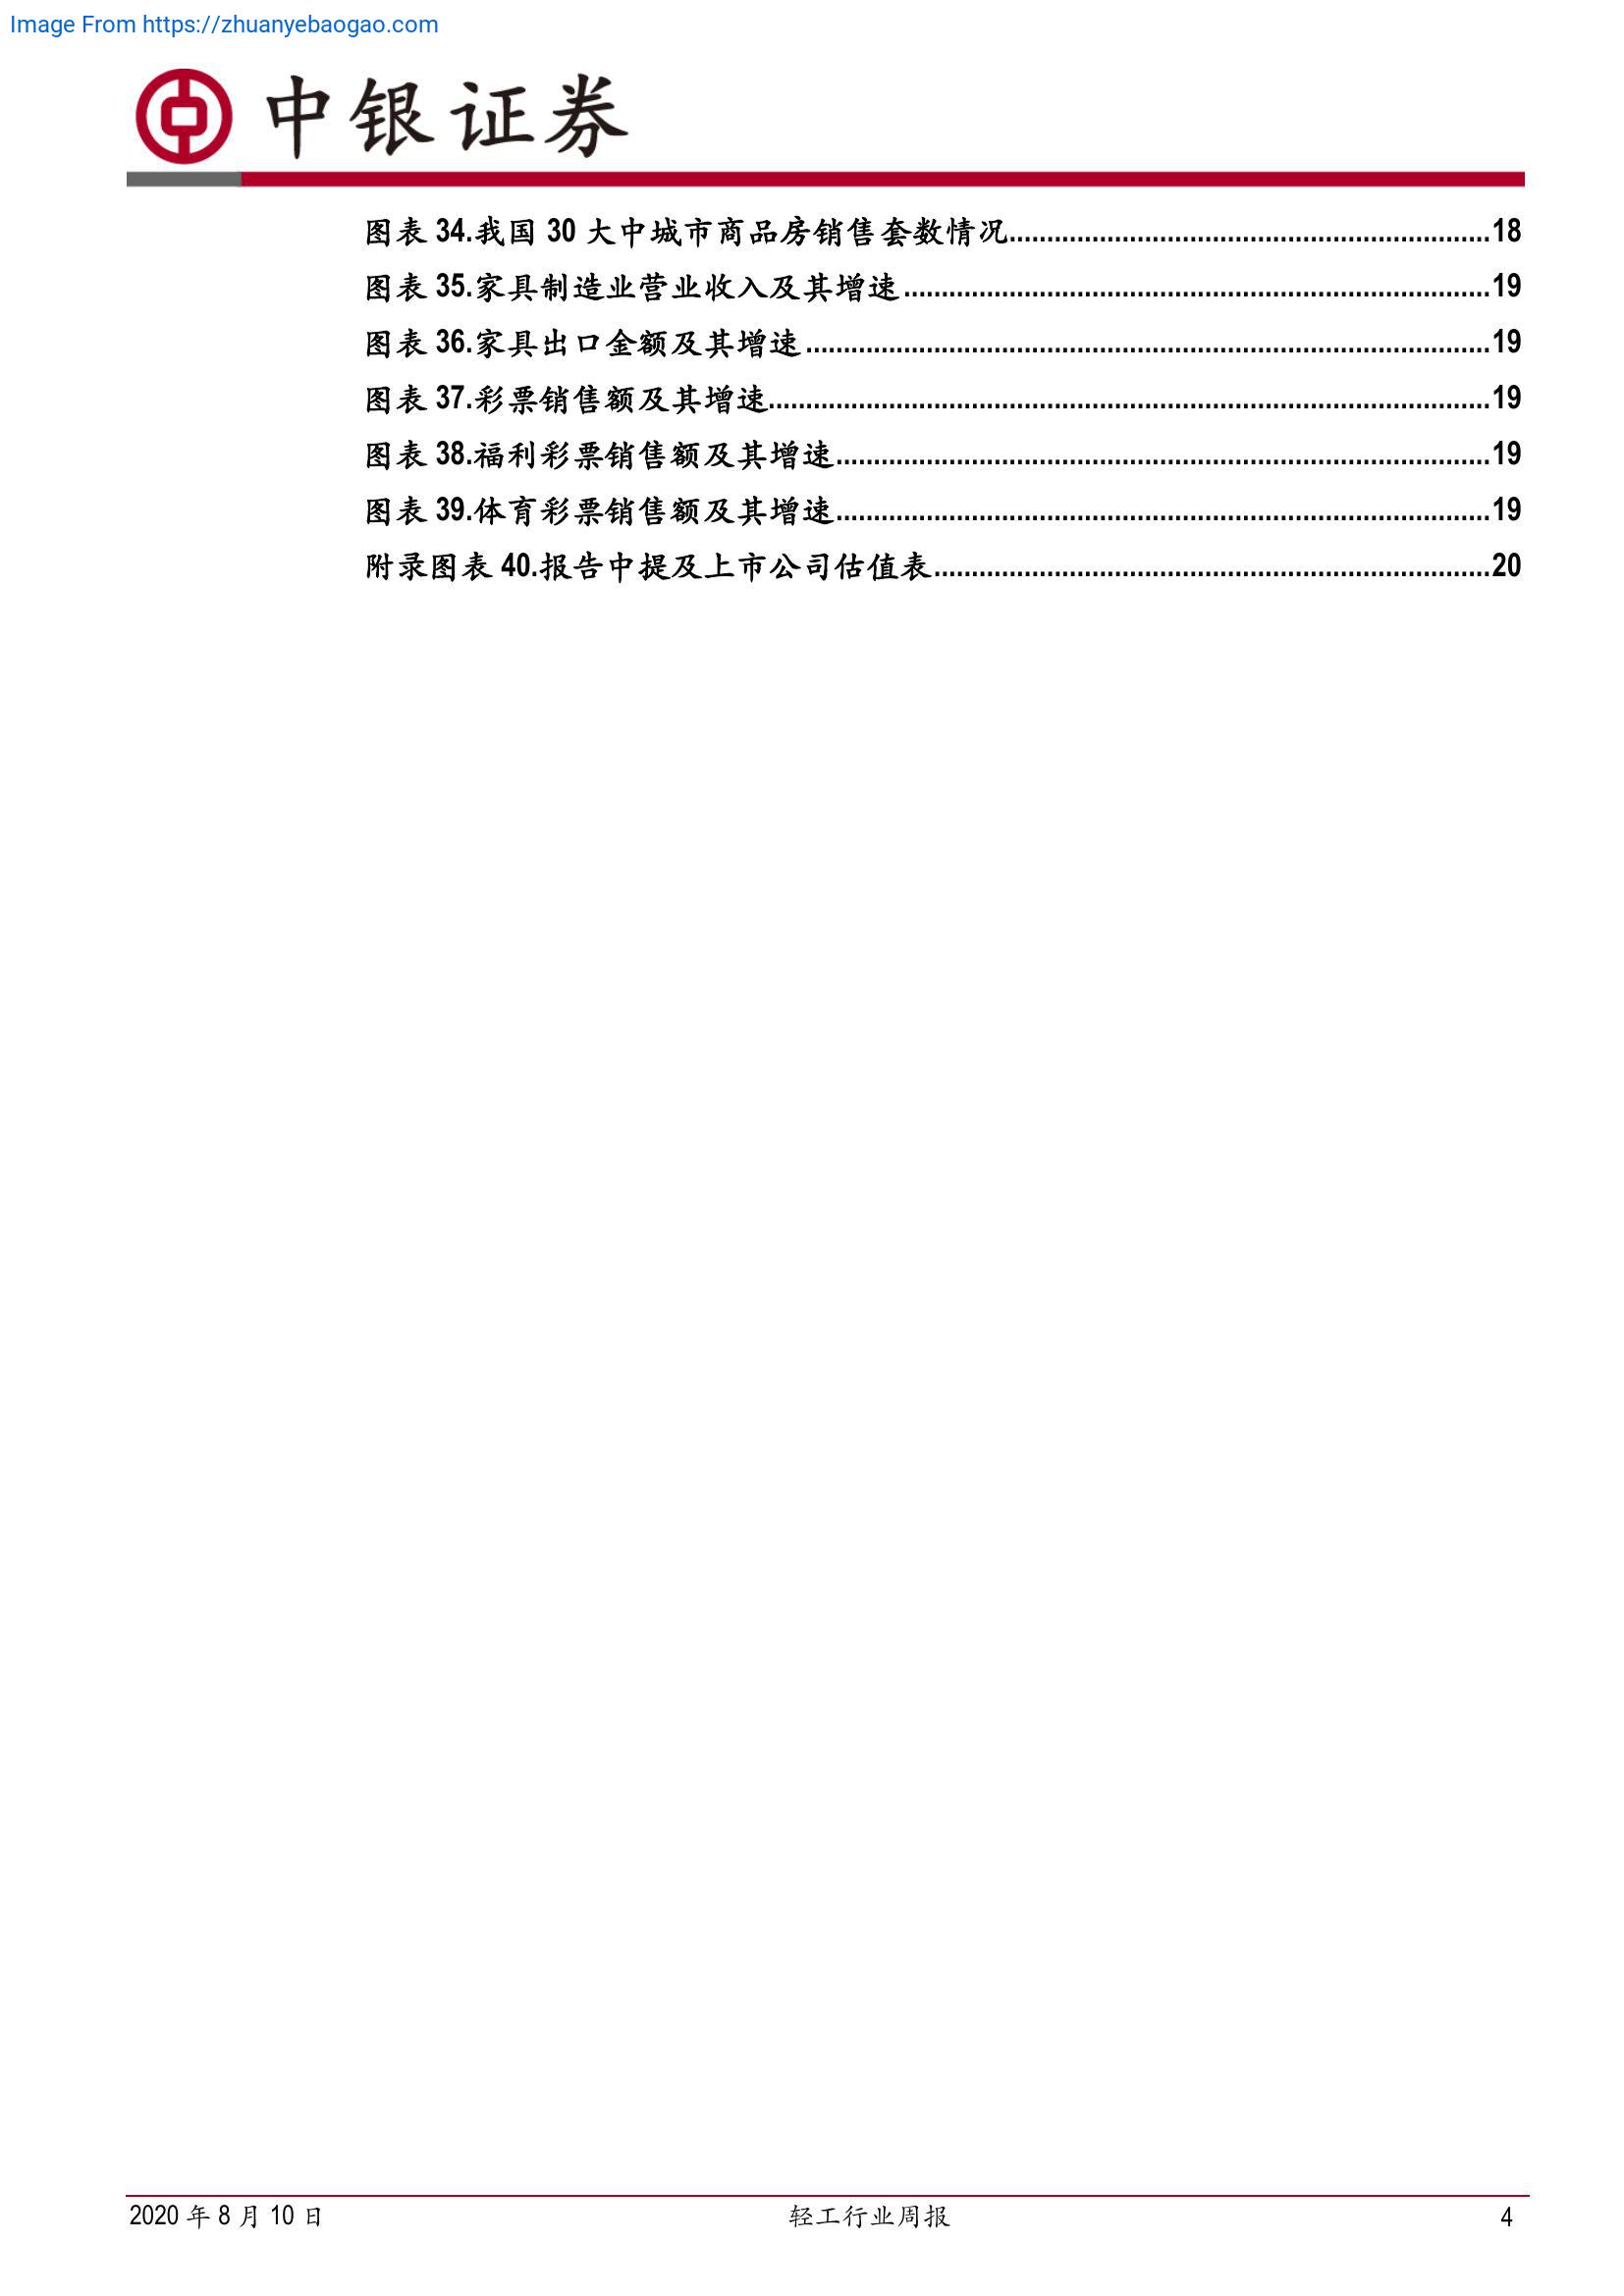 Image From https://zhuanyebaogao.com
中银证券
图表 34.我国 30 大中城市商品房销售套数情况................................................................18
图表 35.家具制造业营业收入及其增速..............................................................................19
图表 36.家具出口金额及其增速...........................................................................................19
图表 37.彩票销售额及其增速................................................................................................19
图表 38.福利彩票销售额及其增速.......................................................................................19
图表 39.体育彩票销售额及其增速.......................................................................................19
附录图表 40.报告中提及上市公司估值表..........................................................................20
2020 年 8 月 10 日 轻工行业周报 4